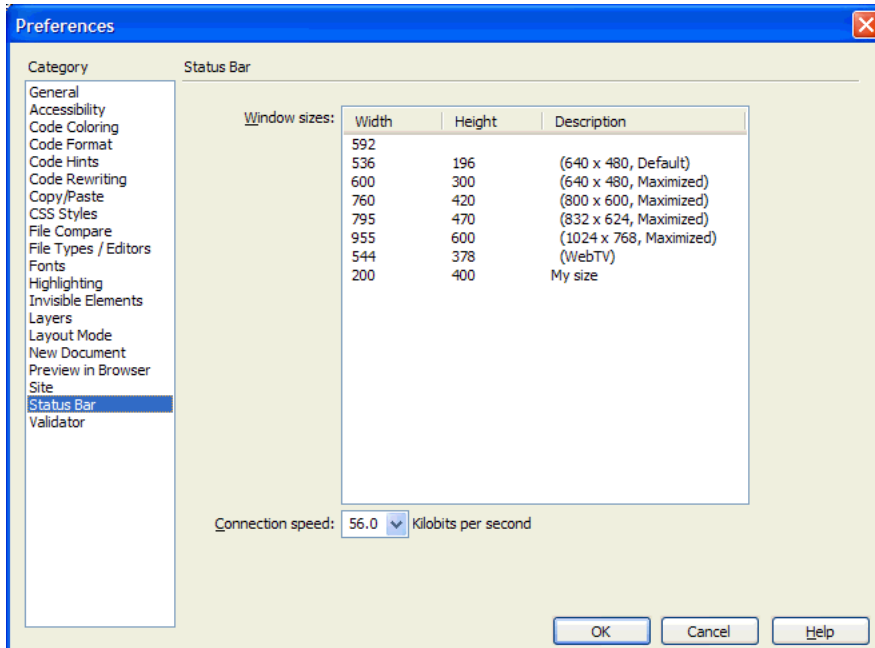 Preferences
Category
General
Accessibility
Code Coloring
Code Format
Code Hints
Code Rewriting
Copy/Paste
CSS Styles
File Compare
File Types / Editors
Fonts
Highlighting
Invisible Elements
Layers
Layout Mode
New Document
Preview in Browser
Site
Status Bar
Validator
Status Bar
Window sizes:
Width Height Description
592
536 196 (640 x 480, Default)
600 300 (640 x 480, Maximized)
760 420 (800 x 600, Maximized)
795 470 (832 x 624, Maximized)
955 600 (1024 x 768, Maximized)
544 378 (WebTV)
200 400 My size
Connection speed: 56.0 Kilobits per second
OK Cancel Help